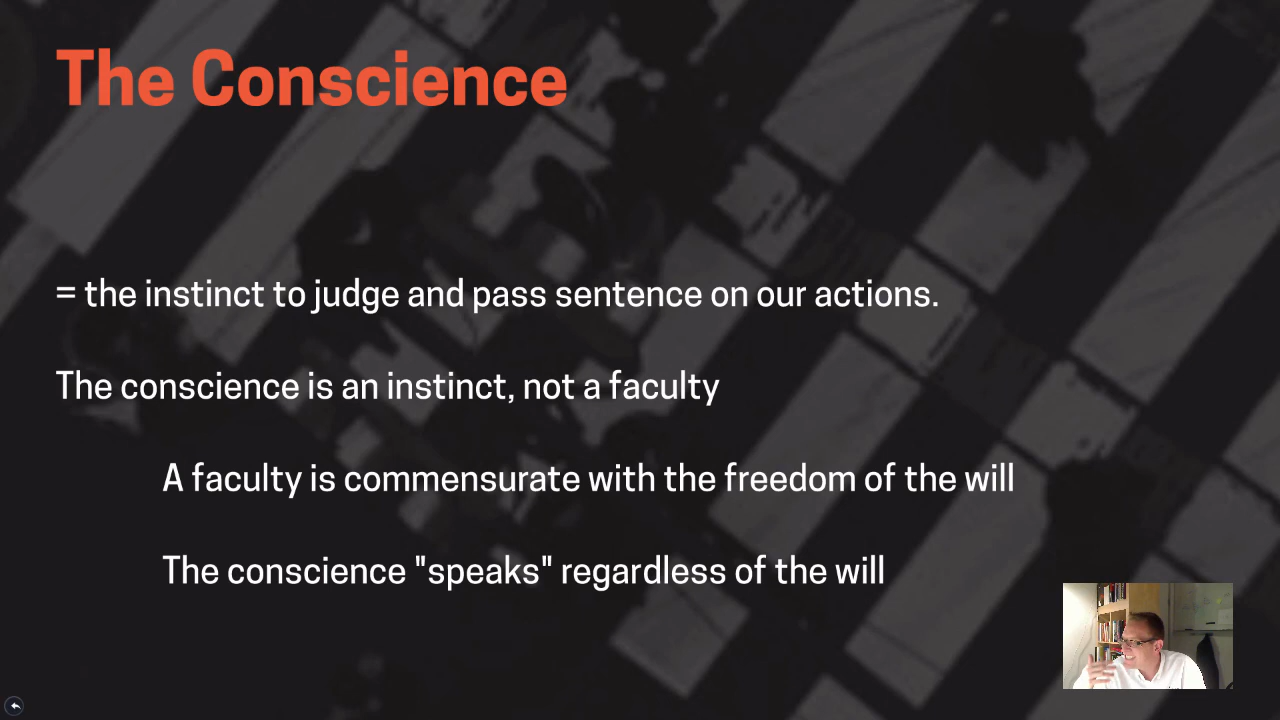 The Conscience
= the instinct to judge and pass sentence on our actions.
The conscience is an instinct, not a faculty
A faculty is commensurate with the freedom of the will
The conscience "speaks" regardless of the will